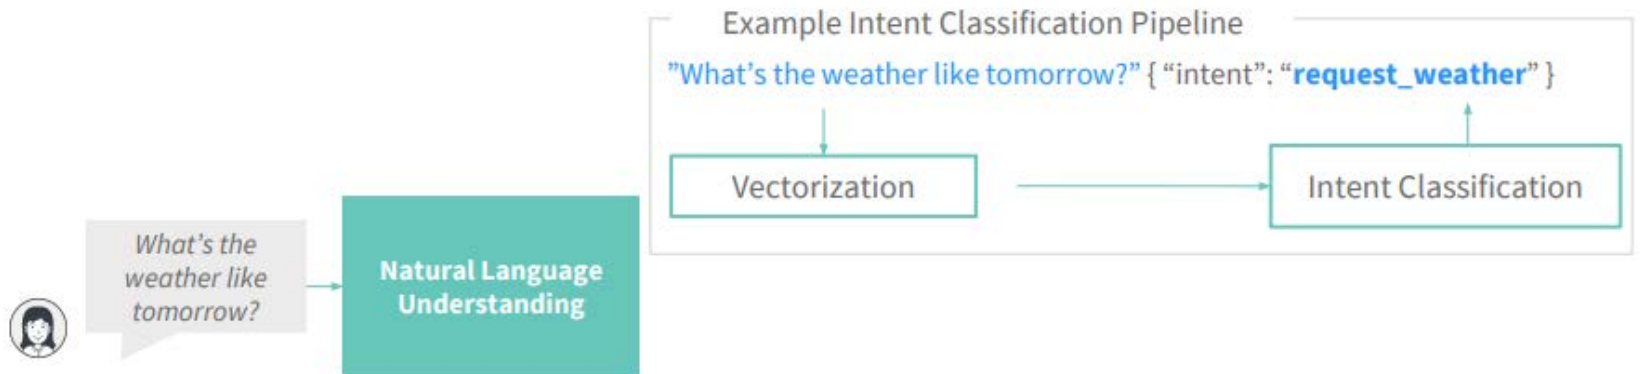 Example Intent Classification Pipeline
”What’s the weather like tomorrow?” { “intent”: “request_weather” }
Vectorization
Intent Classification
What’s the
weather like
tomorrow?
Natural Language
Understanding